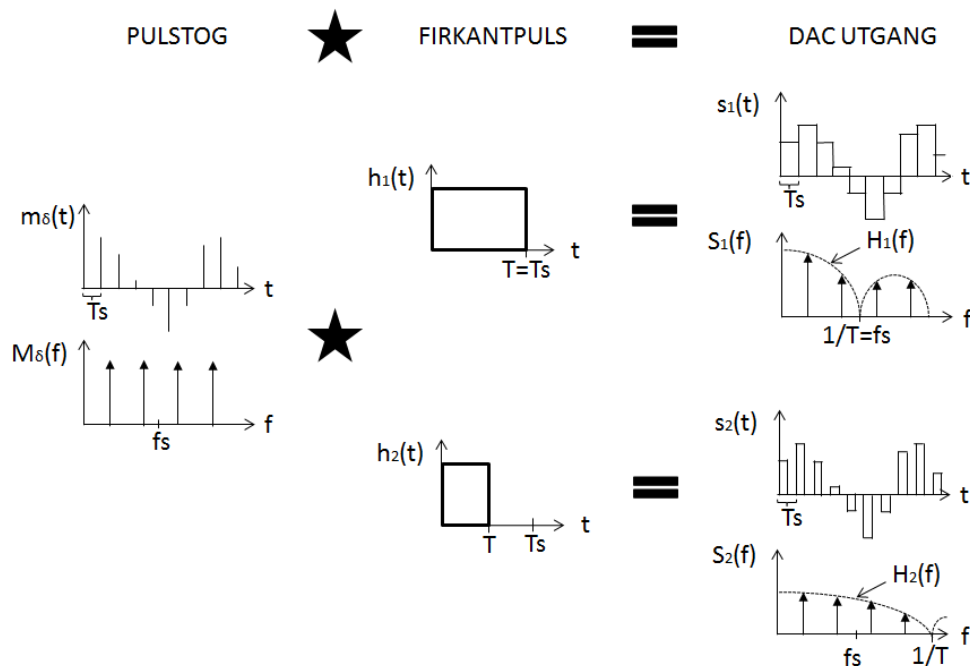 PULSTOG
FIRKANTPULS
DAC UTGANG
s1(t)
t
Ts
h1(t)
t
T=Ts
mδ(t)
t
Ts
S1(f)
H1(f)
f
1/T=fs
Mδ(f)
f
fs
s2(t)
t
Ts
h2(t)
t
T
Ts
S2(f)
H2(f)
f
fs
1/T